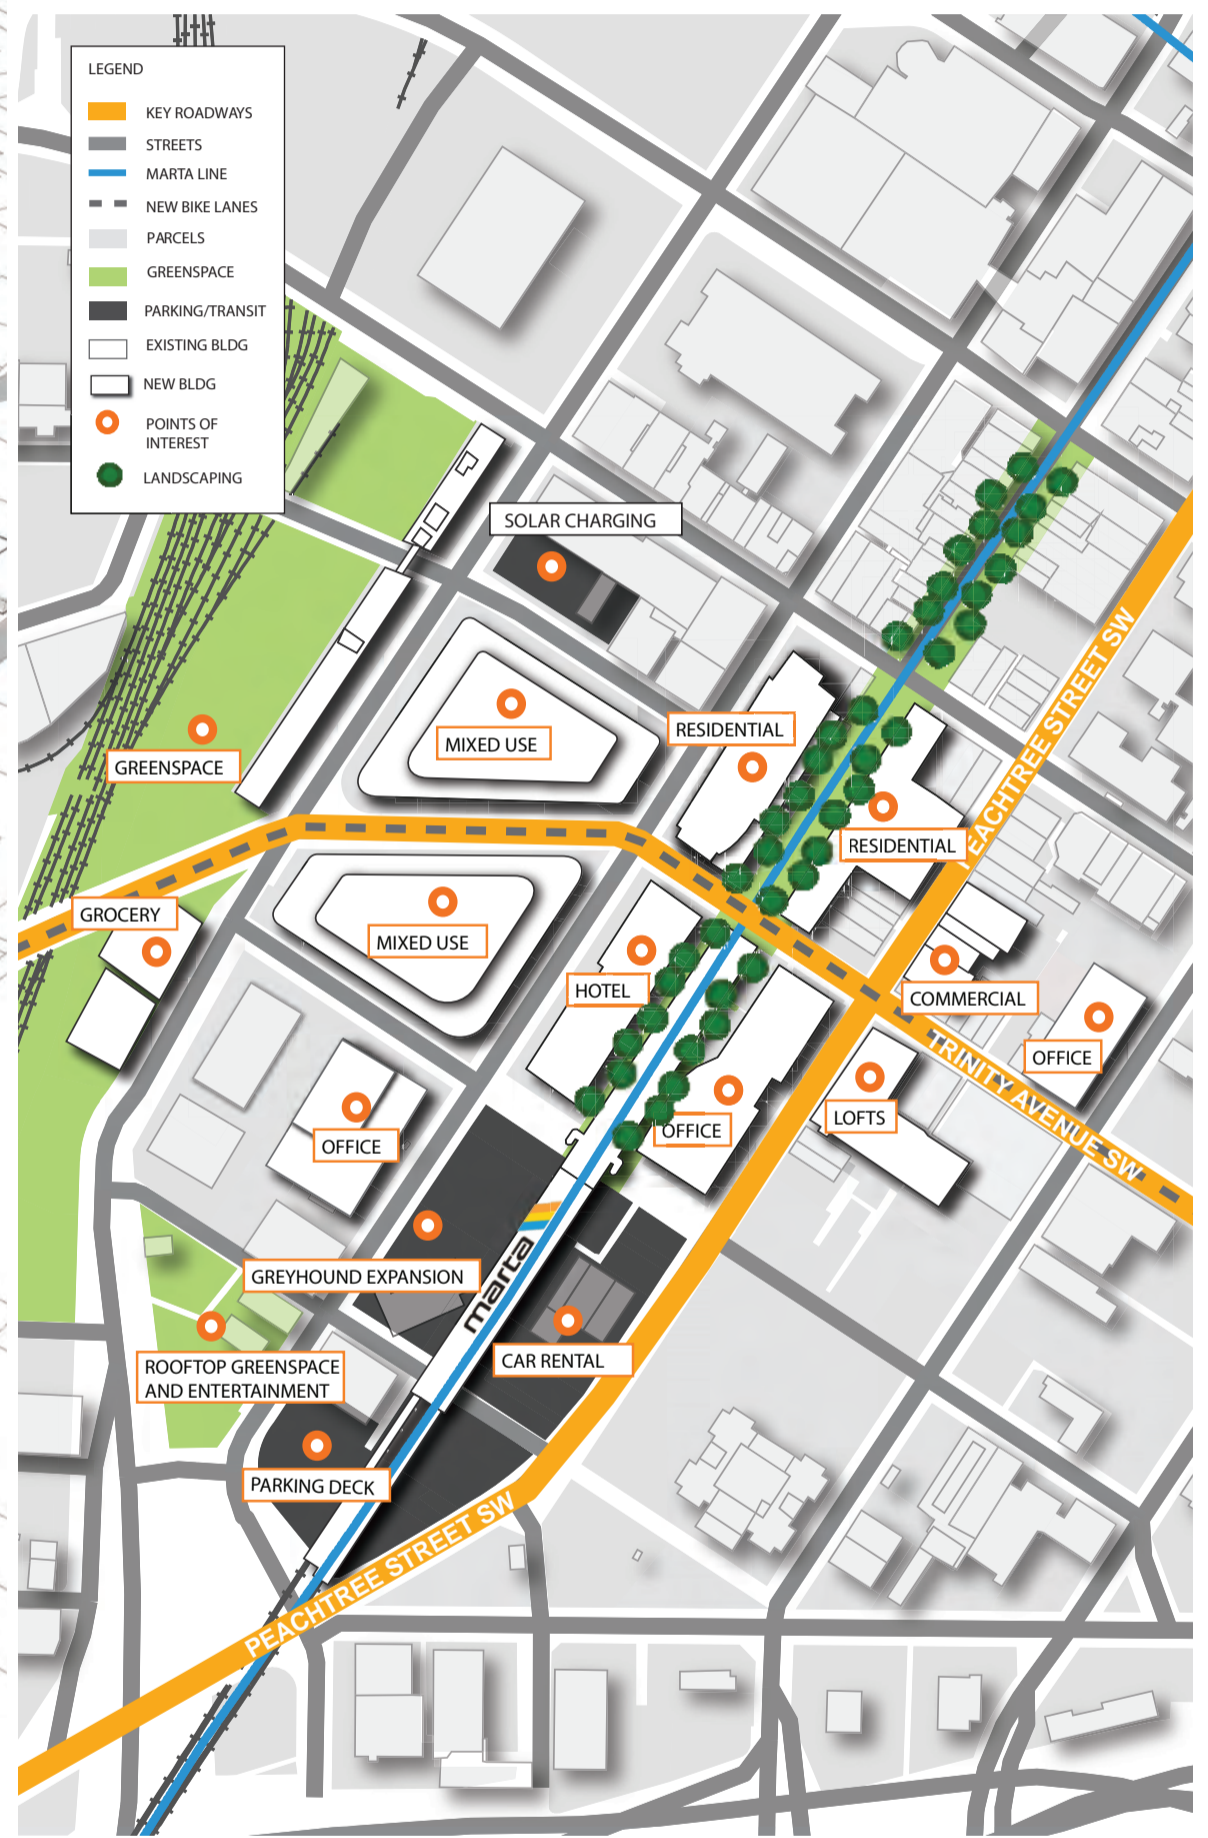 LEGEND
KEY ROADWAYS
STREETS
MARTA LINE
NEW BIKE LANES
PARCELS
GREENSPACE
PARKING/TRANSIT
EXISTING BLDG
NEW BLDG
POINTS OF
INTEREST
LANDSCAPING
SOLAR CHARGING
PEACHTREE STREET SW
MIXED USE
RESIDENTIAL
GREENSPACE
RESIDENTIAL
GROCERY
MIXED USE
HOTEL
COMMERCIAL
OFFICE
TRINITY AVENUE SW
LOFTS
OFFICE
OFFICE
marta
GREYHOUND EXPANSION
CAR RENTAL
ROOFTOP GREENSPACE
AND ENTERTAINMENT
PARKING DECK
PEACHTREE STREET SW